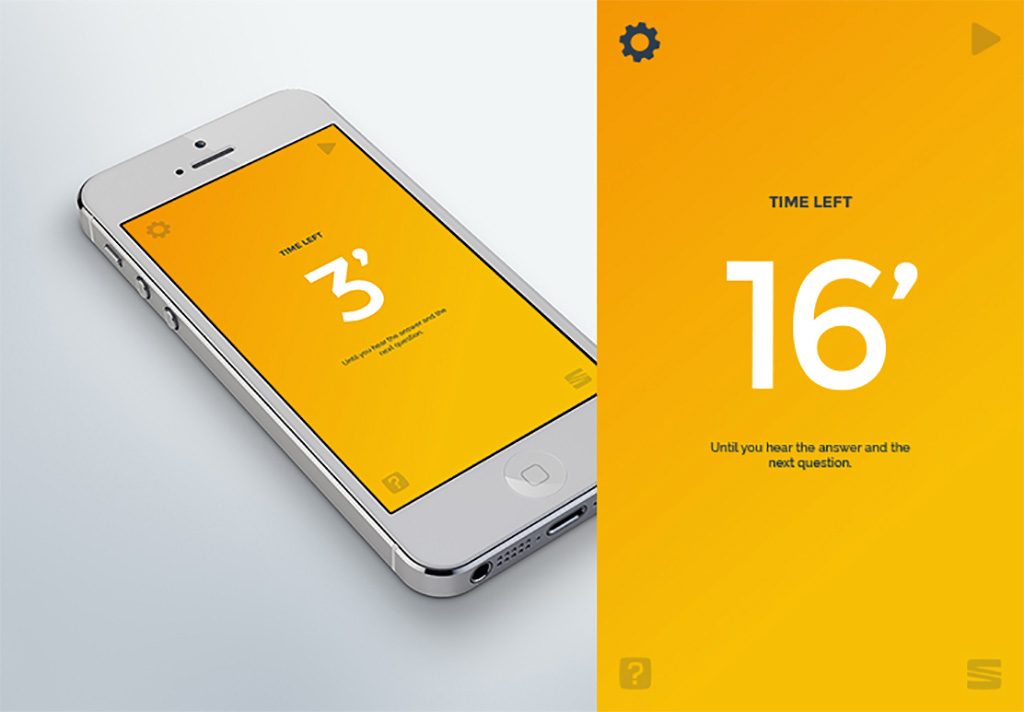 TIME LEFT
3’
Until you hear the answer and the
next question.
?
TIME LEFT
16’
Until you hear the answer and the
next question.
?